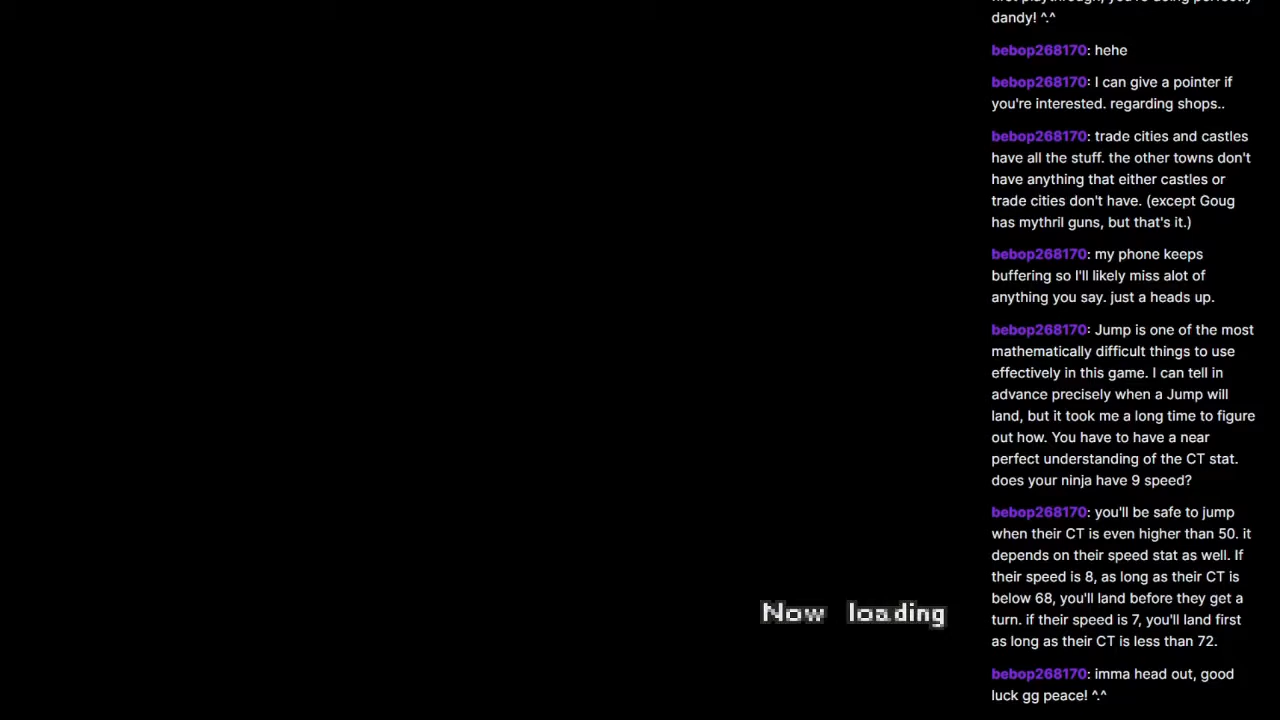 dandy! ^.^
bebop268170: hehe
bebop268170: I can give a pointer if
you're interested. regarding shops..
bebop268170: trade cities and castles
have all the stuff. the other towns don't
have anything that either castles or
trade cities don't have. (except Goug
has mythril guns, but that's it.)
bebop268170: my phone keeps
buffering so I'll likely miss alot of
anything you say. just a heads up.
bebop268170: Jump is one of the most
mathematically difficult things to use
effectively in this game. I can tell in
advance precisely when a Jump will
land, but it took me a long time to figure
out how. You have to have a near
perfect understanding of the CT stat.
does your ninja have 9 speed?
bebop268170: you'll be safe to jump
when their CT is even higher than 50. it
depends on their speed stat as well. If
their speed is 8, as long as their CT is
below 68, you'll land before they get a
turn. if their speed is 7, you'll land first
as long as their CT is less than 72.
bebop268170: imma head out, good
luck gg peace! ^.^
Now loading